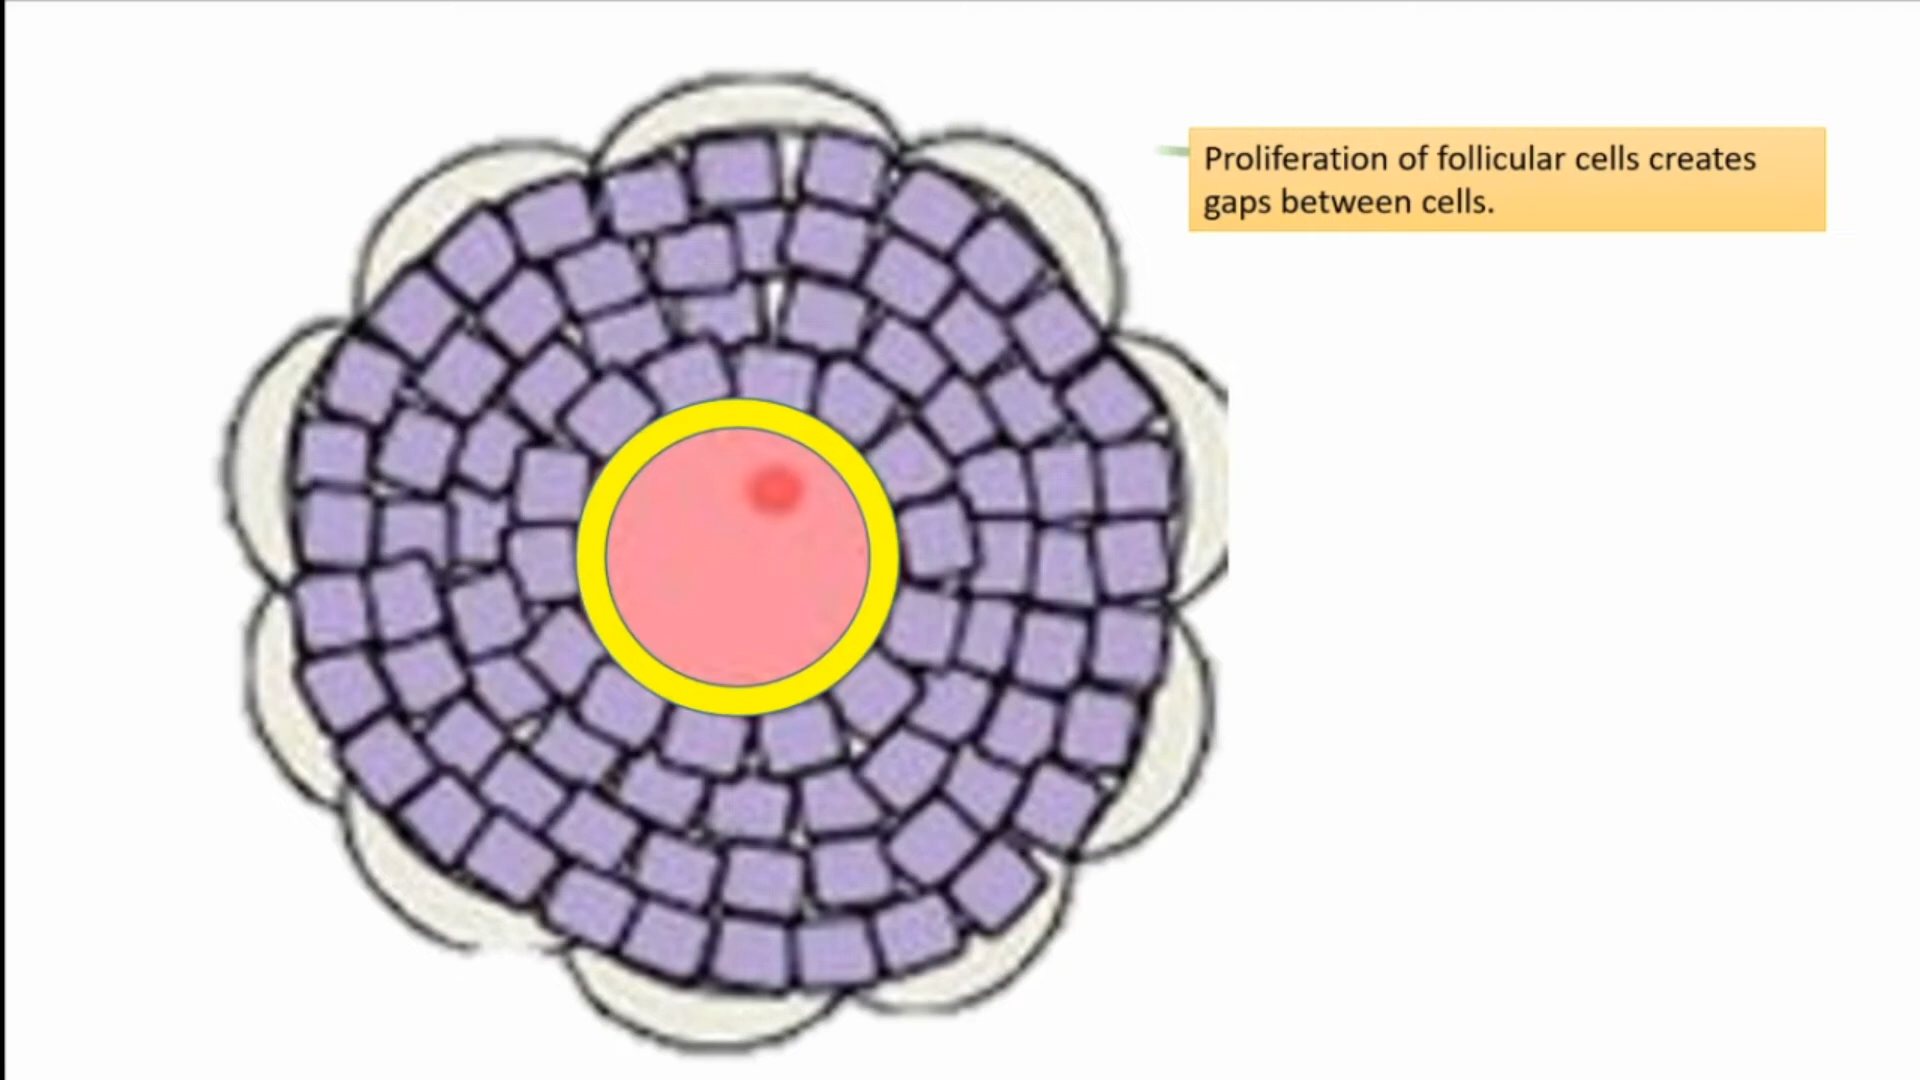 Proliferation of follicular cells creates
gaps between cells.